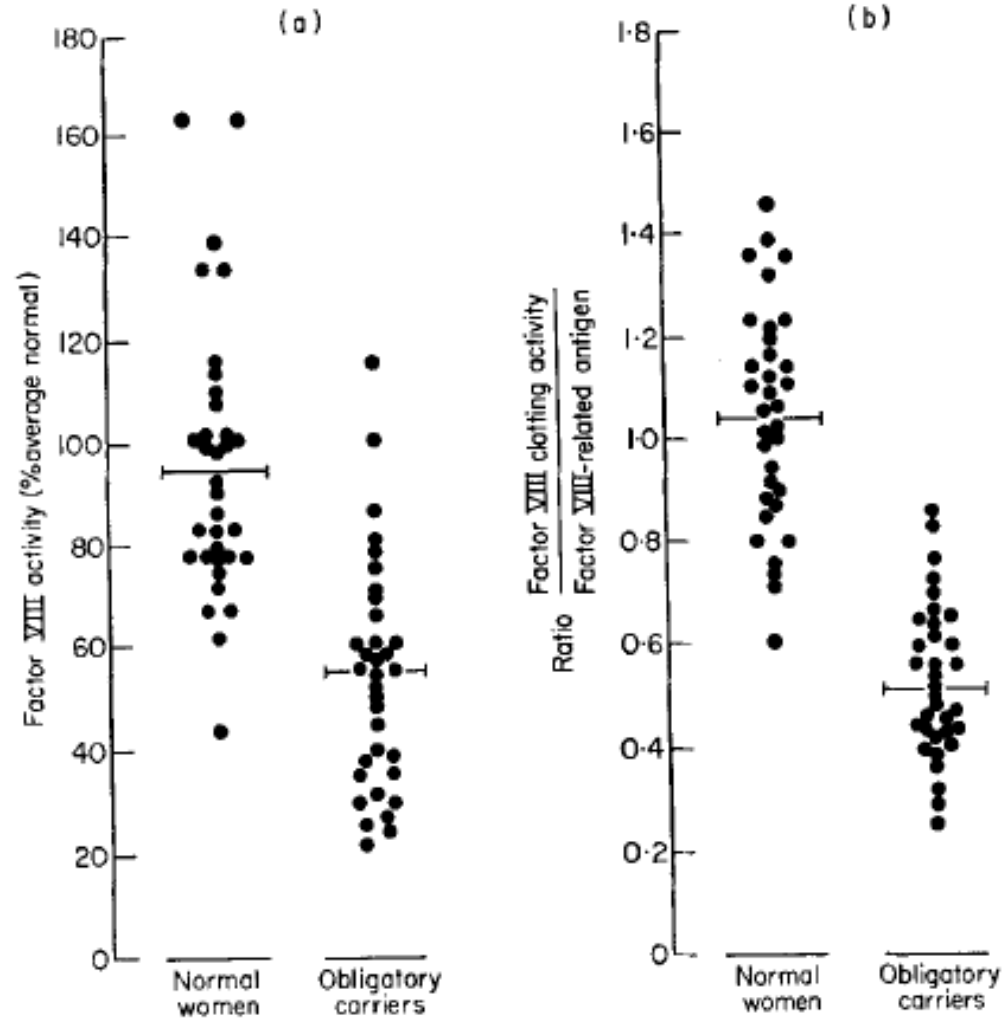 (a)
180
160
140
120
100
80
60
40
20
0
Factor VIII activity (%average normal)
Normal
women
Obligatory
carriers
(b)
1·8
1·6
1·4
1·2
1·0
0·8
0·6
0·4
0·2
0
Ratio
Factor VIII clotting activity
Factor VIII-related antigen
Normal
women
Obligatory
carriers